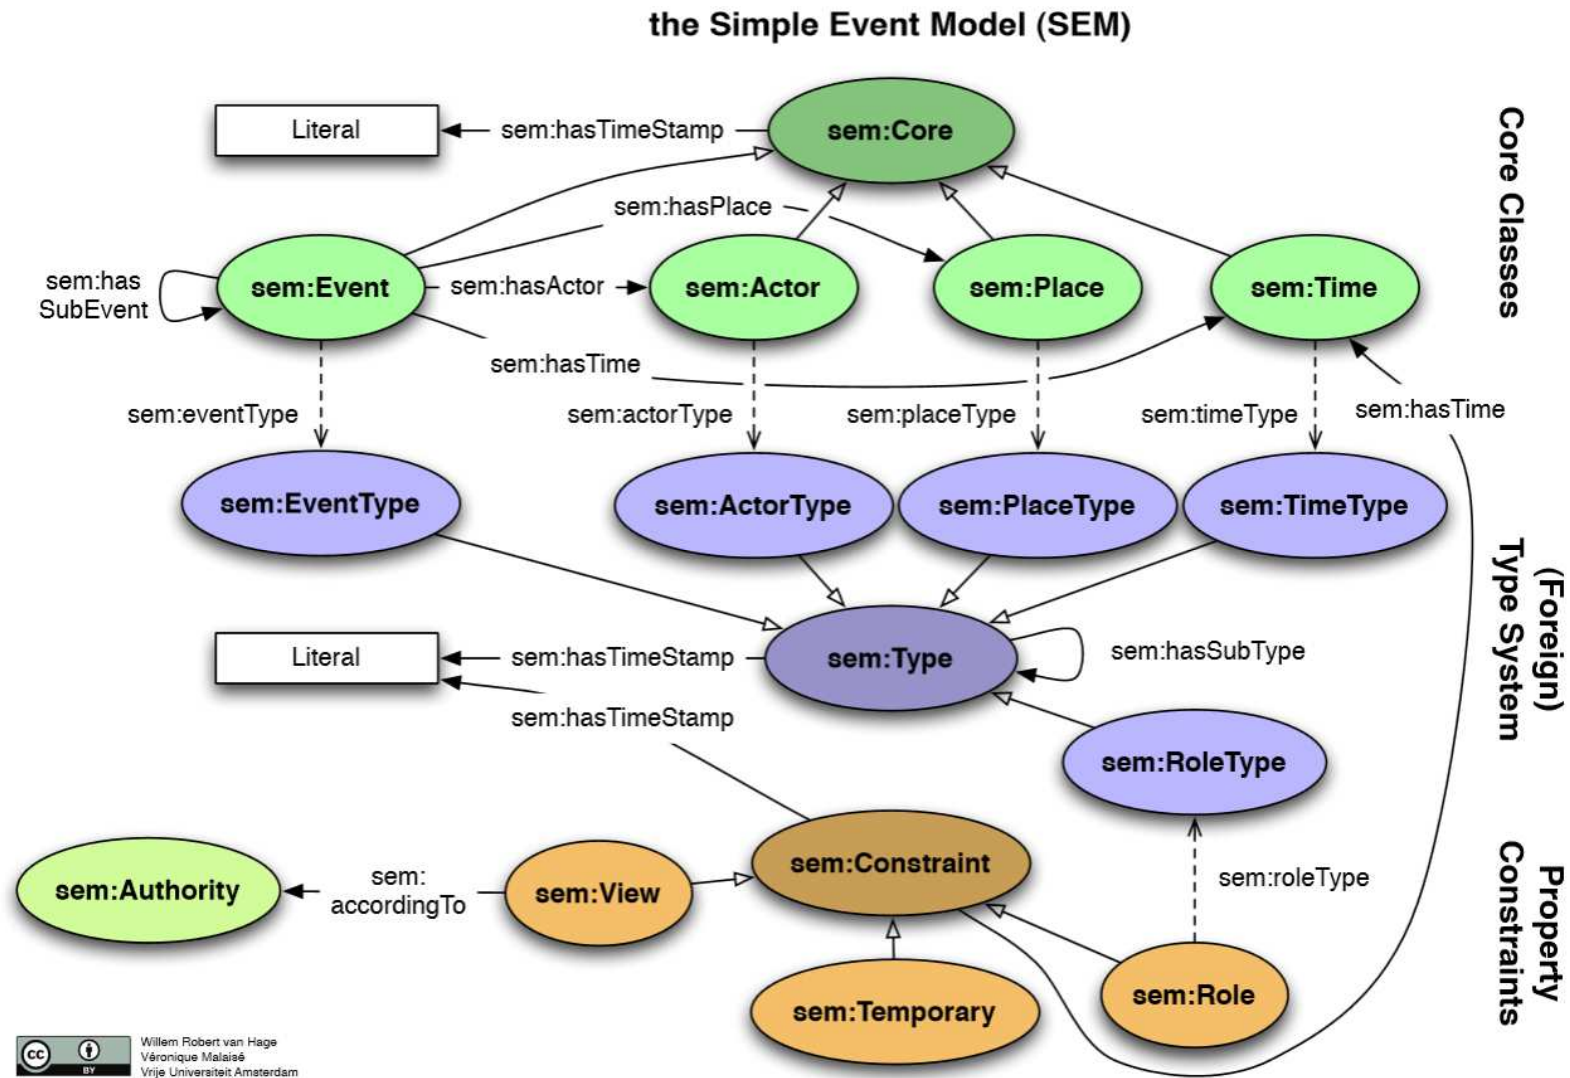 the Simple Event Model (SEM)
Literal
sem:hasTimeStamp
sem:Core
Core Classes
sem:hasPlace
sem:has
SubEvent
sem:Event
sem:hasActor
sem:Actor
sem:Place
sem:Time
sem:hasTime
sem:eventType
sem:actorType
sem:placeType
sem:timeType
sem:hasTime
sem:EventType
sem:ActorType
sem:PlaceType
sem:TimeType
(Foreign)
Type System
Literal
sem:hasTimeStamp
sem:Type
sem:hasSubType
sem:hasTimeStamp
sem:RoleType
sem:Authority
sem:
accordingTo
sem:View
sem:Constraint
sem:roleType
Property
Constraints
sem:Temporary
sem:Role
cc
BY
Willem Robert van Hage
Véronique Malaisé
Vrije Universiteit Amsterdam